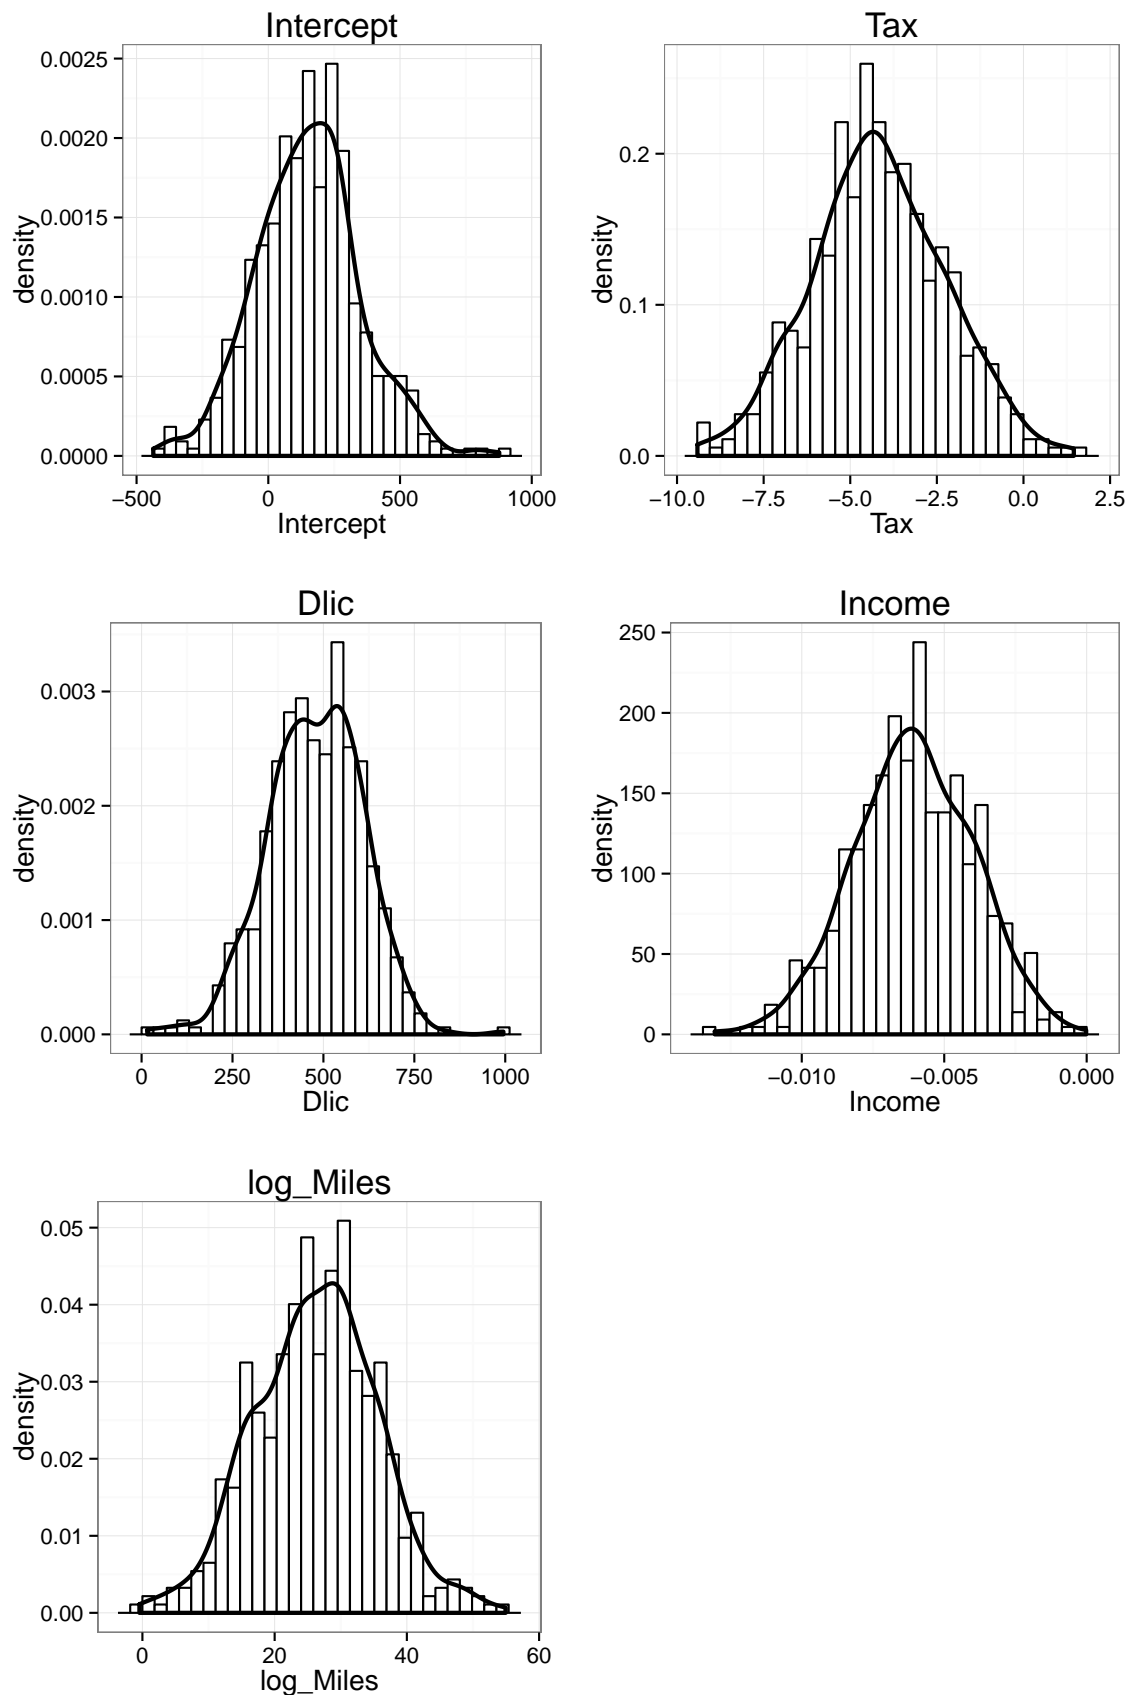 Intercept
density
0.0025
0.0020
0.0015
0.0010
0.0005
0.0000
−500 0 500 1000
Intercept
Tax
density
0.2
0.1
0.0
−10.0 −7.5 −5.0 −2.5 0.0 2.5
Tax
Dlic
density
0.003
0.002
0.001
0.000
0 250 500 750 1000
Dlic
Income
density
250
200
150
100
50
0
−0.010 −0.005 0.000
Income
log_Miles
density
0.05
0.04
0.03
0.02
0.01
0.00
0 20 40 60
log_Miles